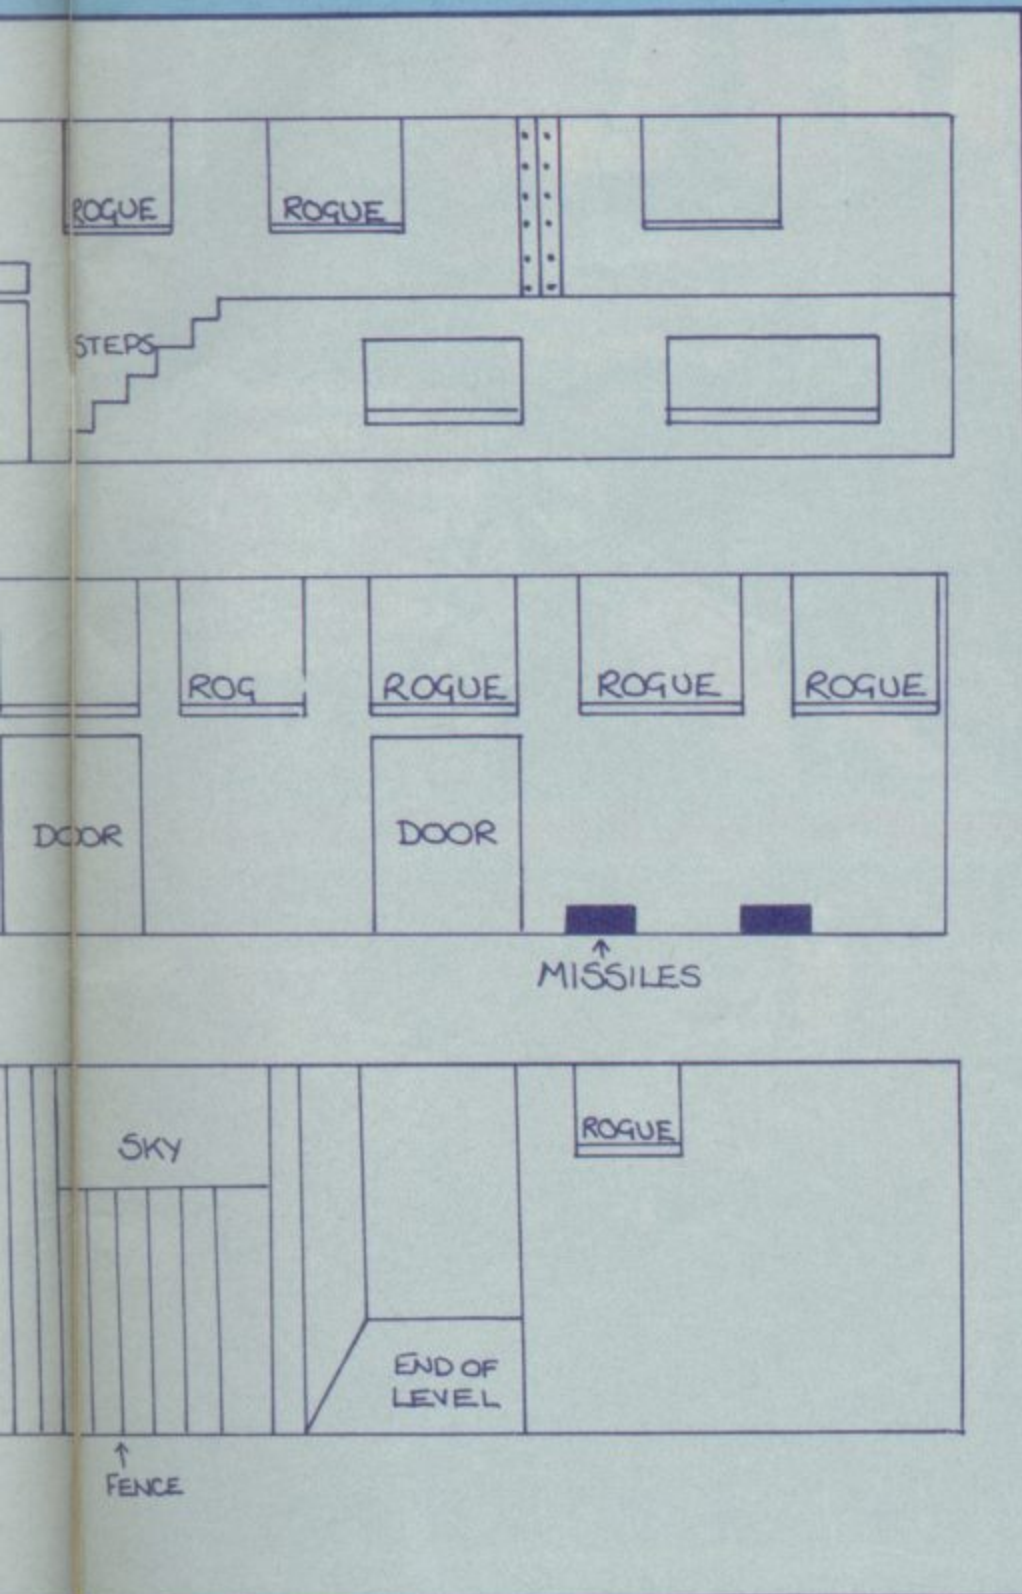 ROGUE
ROGUE
STEPS
ROG
ROGUE
ROGUE
ROGUE
DOOR
DOOR
MISSILES
SKY
ROGUE
END OF
LEVEL
FENCE